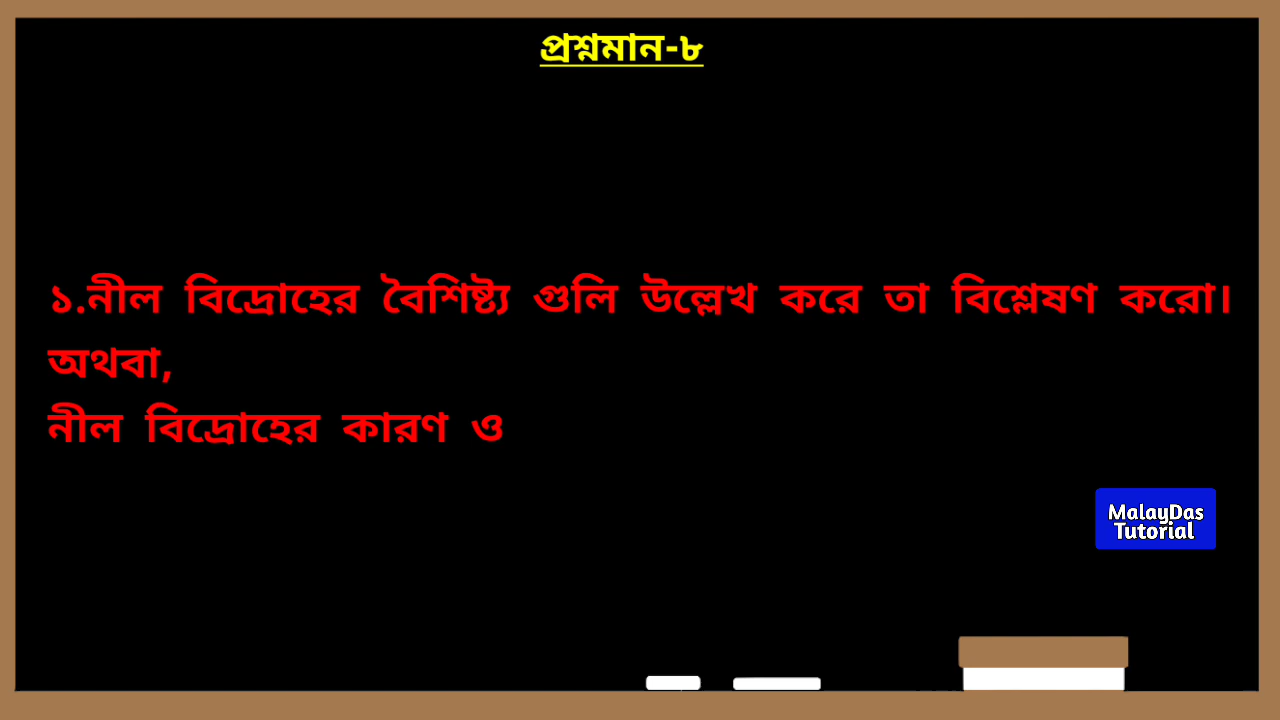 প্রশ্নমান-৮
১.নীল বিদ্রোহের বৈশিষ্ট্য গুলি উল্লেখ করে তা বিশ্লেষণ করো।
অথবা,
নীল বিদ্রোহের কারণ ও
MalayDas
Tutorial